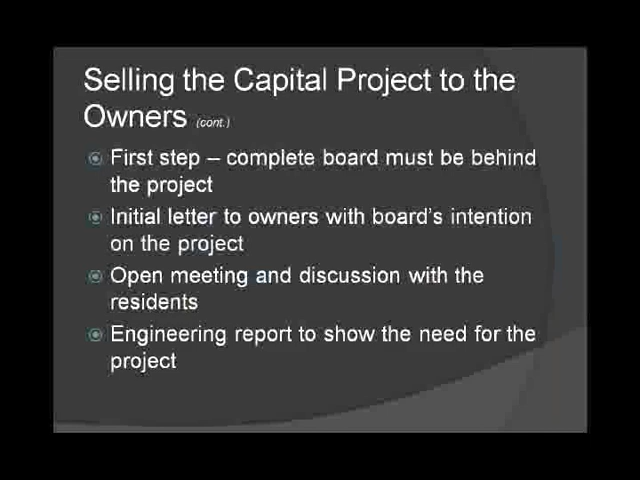 Selling the Capital Project to the
Owners (cont.)
First step – complete board must be behind
the project
Initial letter to owners with board's intention
on the project
Open meeting and discussion with the
residents
Engineering report to show the need for the
project